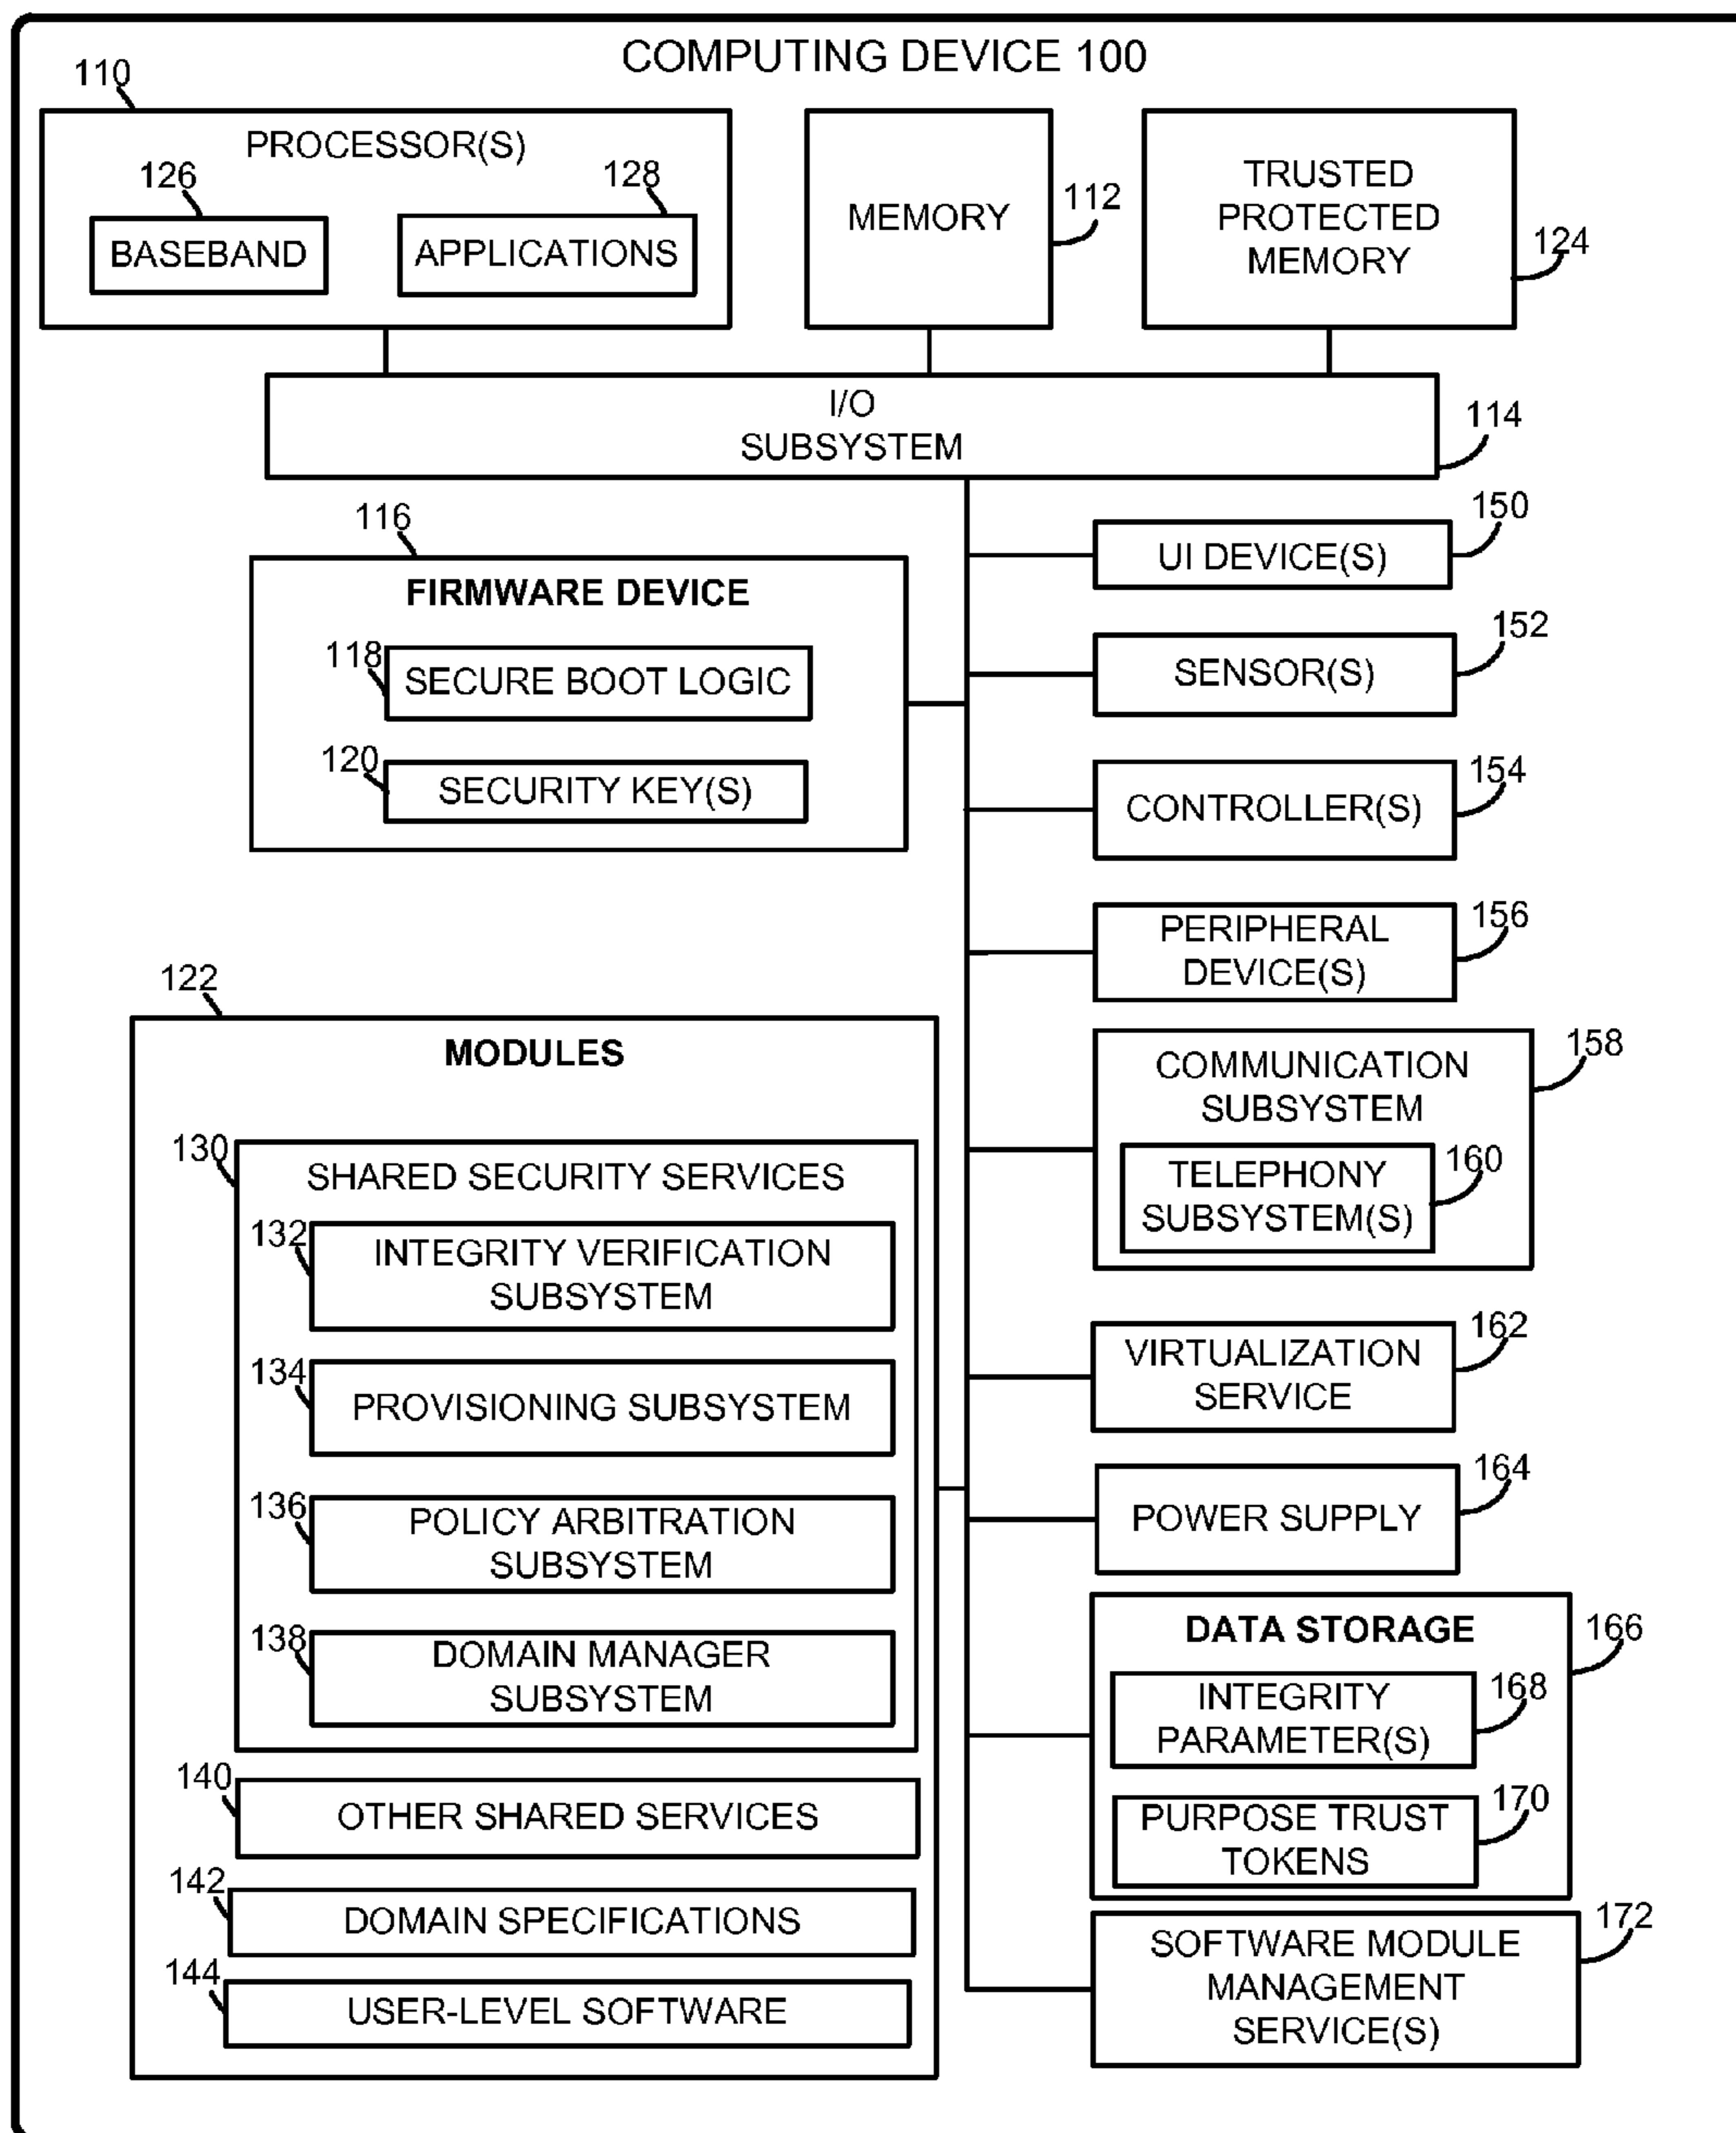 COMPUTING DEVICE 100
110
PROCESSOR(S)
126
BASEBAND
128
APPLICATIONS
MEMORY
112
TRUSTED
PROTECTED
MEMORY
124
I/O
SUBSYSTEM
114
116
FIRMWARE DEVICE
118
SECURE BOOT LOGIC
120
SECURITY KEY(S)
122
MODULES
130
SHARED SECURITY SERVICES
132
INTEGRITY VERIFICATION
SUBSYSTEM
134
PROVISIONING SUBSYSTEM
136
POLICY ARBITRATION
SUBSYSTEM
138
DOMAIN MANAGER
SUBSYSTEM
140
OTHER SHARED SERVICES
142
DOMAIN SPECIFICATIONS
144
USER-LEVEL SOFTWARE
150
UI DEVICE(S)
152
SENSOR(S)
154
CONTROLLER(S)
156
PERIPHERAL
DEVICE(S)
158
COMMUNICATION
SUBSYSTEM
160
TELEPHONY
SUBSYSTEM(S)
162
VIRTUALIZATION
SERVICE
164
POWER SUPPLY
166
DATA STORAGE
168
INTEGRITY
PARAMETER(S)
170
PURPOSE TRUST
TOKENS
172
SOFTWARE MODULE
MANAGEMENT
SERVICE(S)